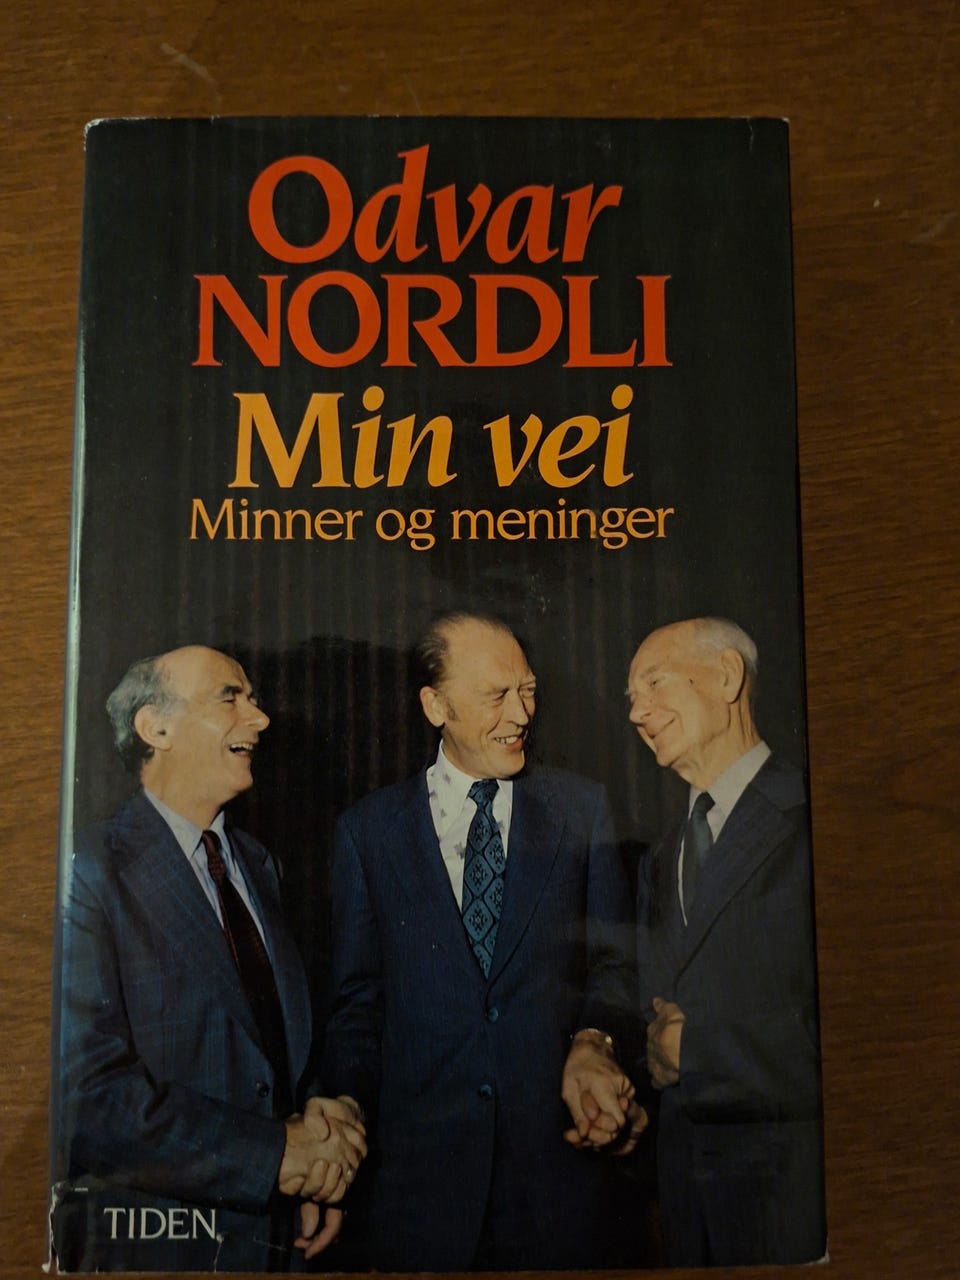 Odvar
NORDLI
Min vei
Minner og meninger
TIDEN